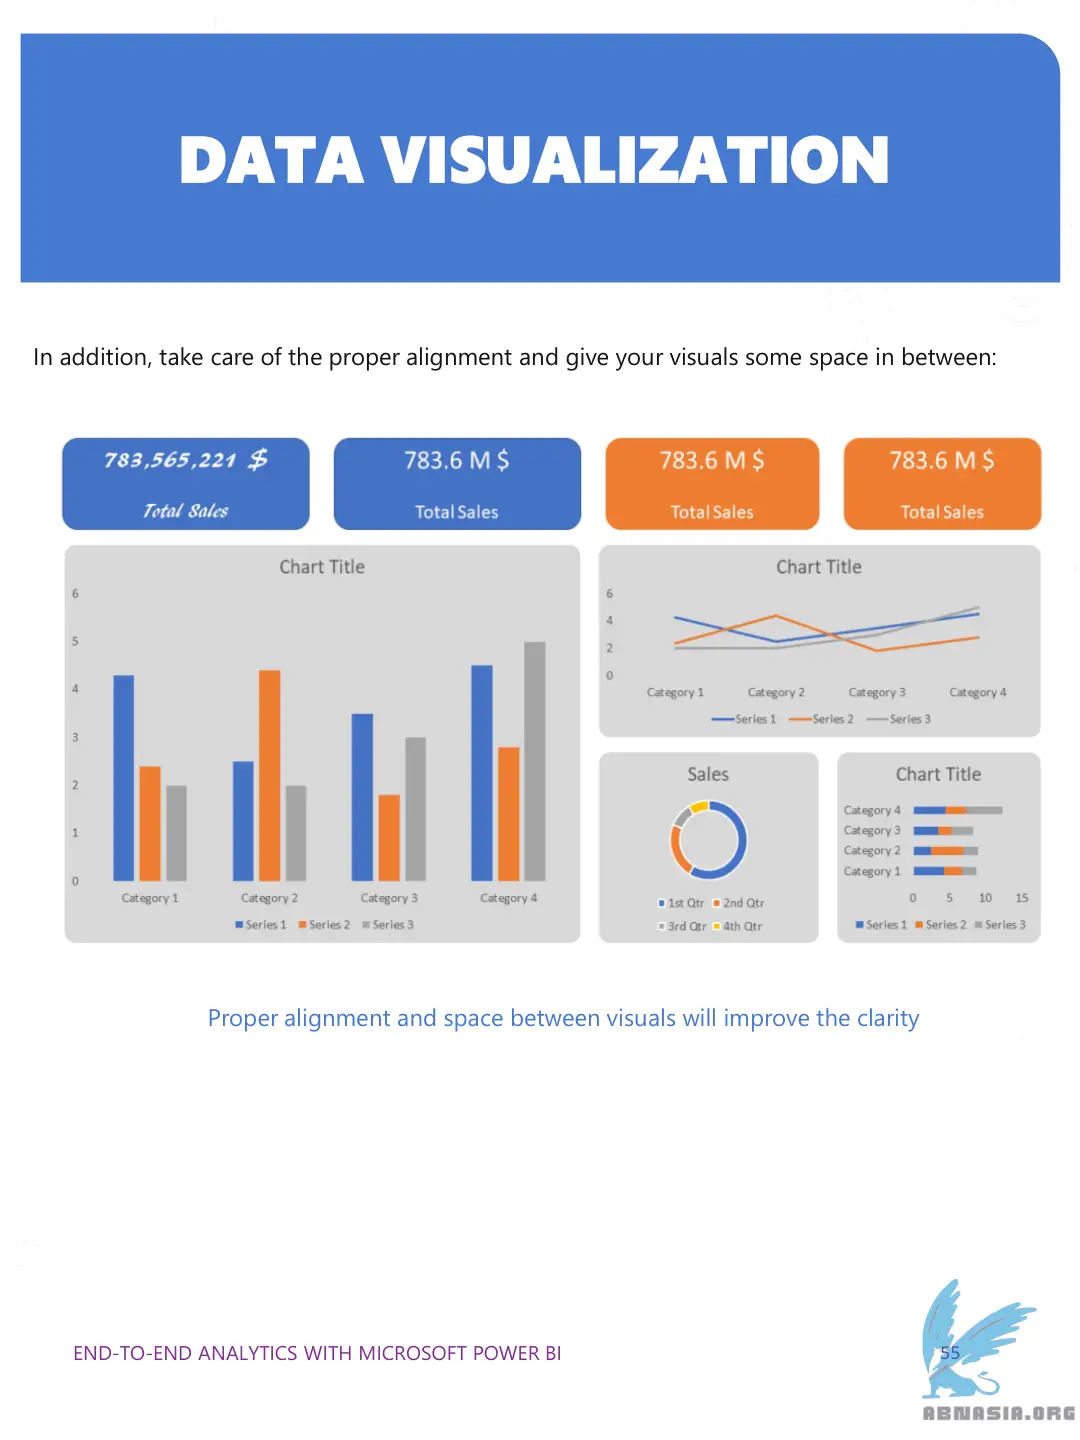 DATA VISUALIZATION
In addition, take care of the proper alignment and give your visuals some space in between:
783,565,221 $
Total Sales
783.6 M $
Total Sales
783.6 M $
Total Sales
783.6 M $
Total Sales
Chart Title
6
5
4
3
2
1
0
Category 1 Category 2 Category 3 Category 4
Series 1 Series 2 Series 3
Chart Title
6
4
2
0
Category 1 Category 2 Category 3 Category 4
Series 1 Series 2 Series 3
Sales
1st Qtr 2nd Qtr
3rd Qtr 4th Qtr
Chart Title
Category 4
Category 3
Category 2
Category 1
0 5 10 15
Series 1 Series 2 Series 3
Proper alignment and space between visuals will improve the clarity
END-TO-END ANALYTICS WITH MICROSOFT POWER BI
55
ABNASIA.ORG